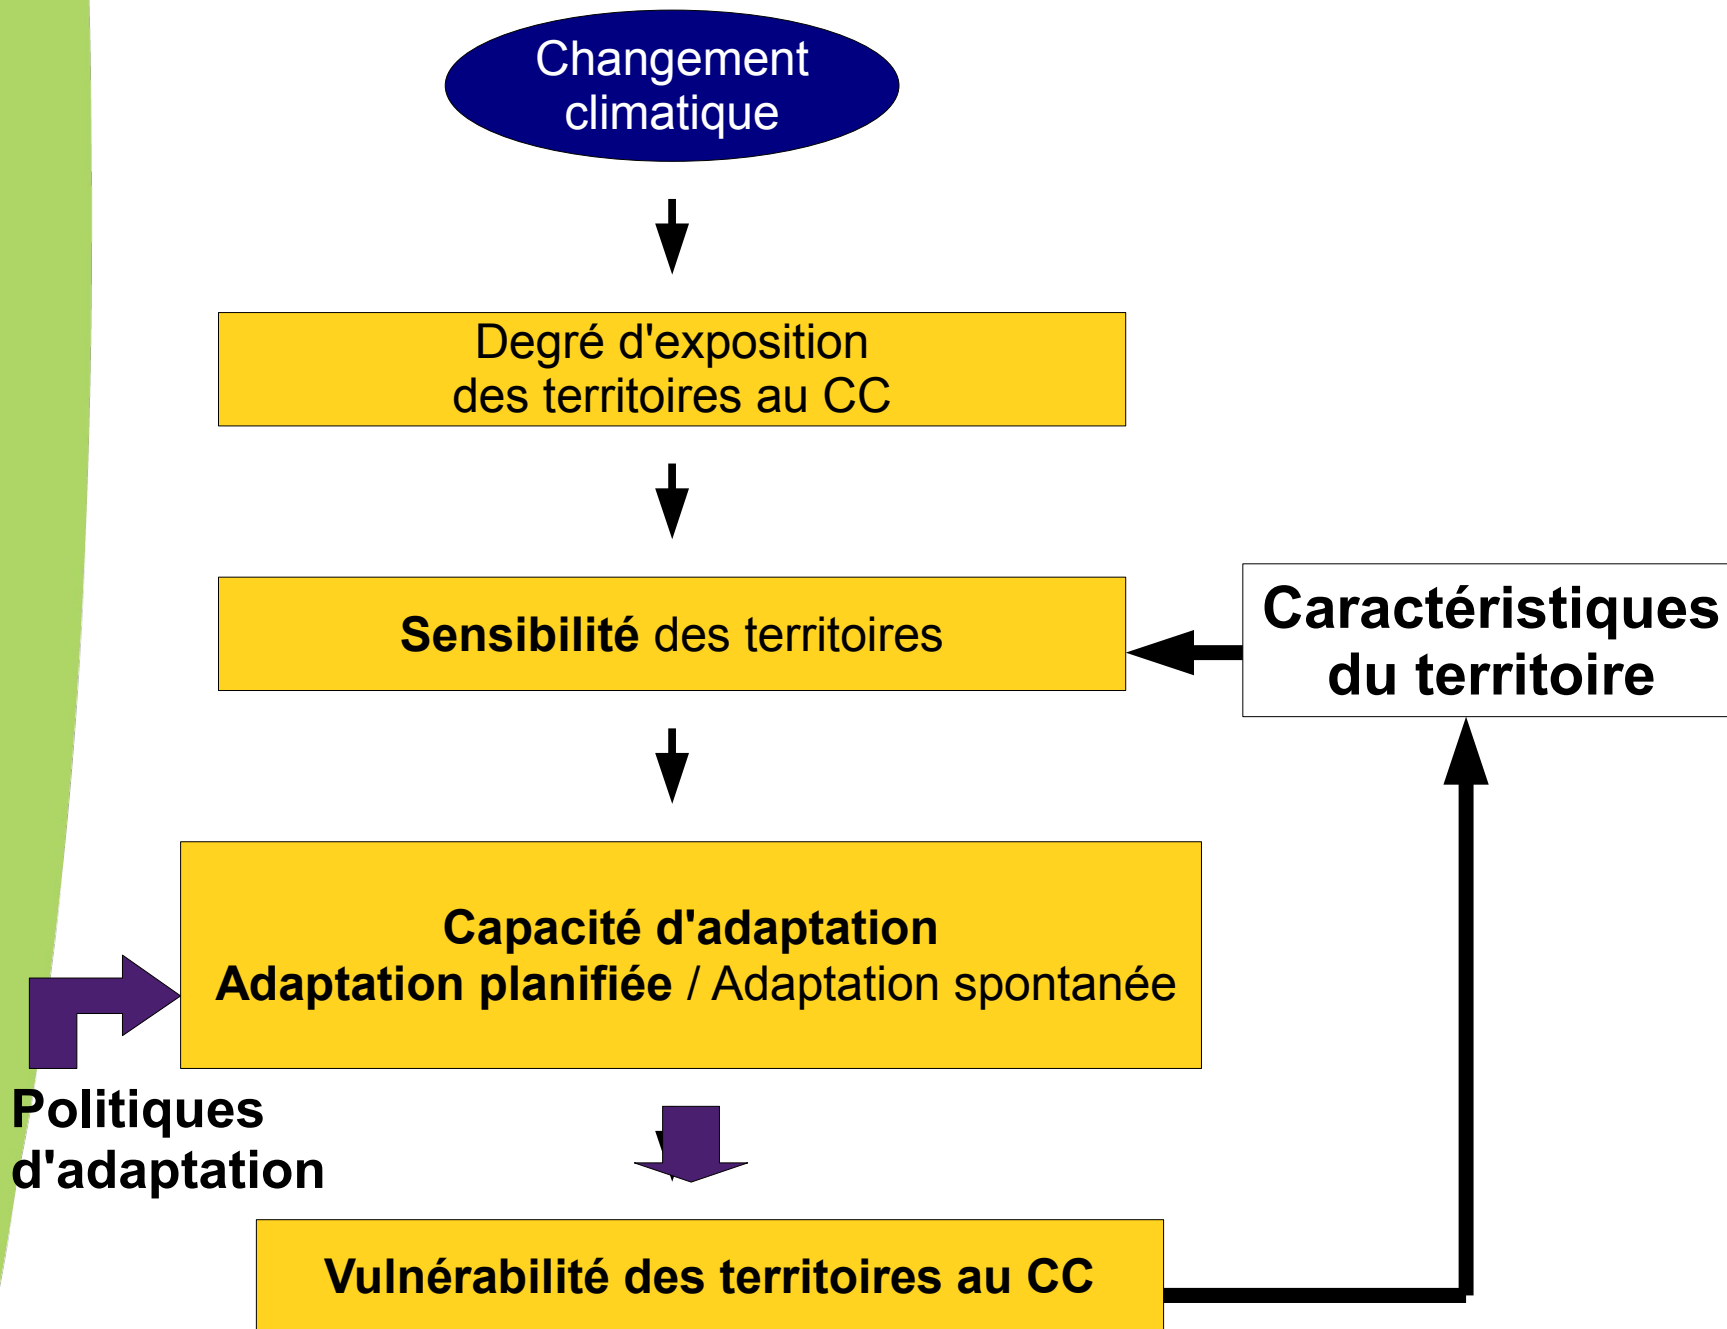 Changement
climatique
Degré d'exposition
des territoires au CC
Sensibilité des territoires
Caractéristiques
du territoire
Capacité d'adaptation
Adaptation planifiée / Adaptation spontanée
Politiques
d'adaptation
Vulnérabilité des territoires au CC